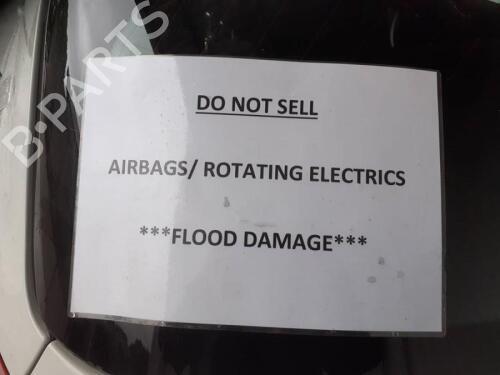 B-PARTS
DO NOT SELL
AIRBAGS/ ROTATING ELECTRICS
***FLOOD DAMAGE***